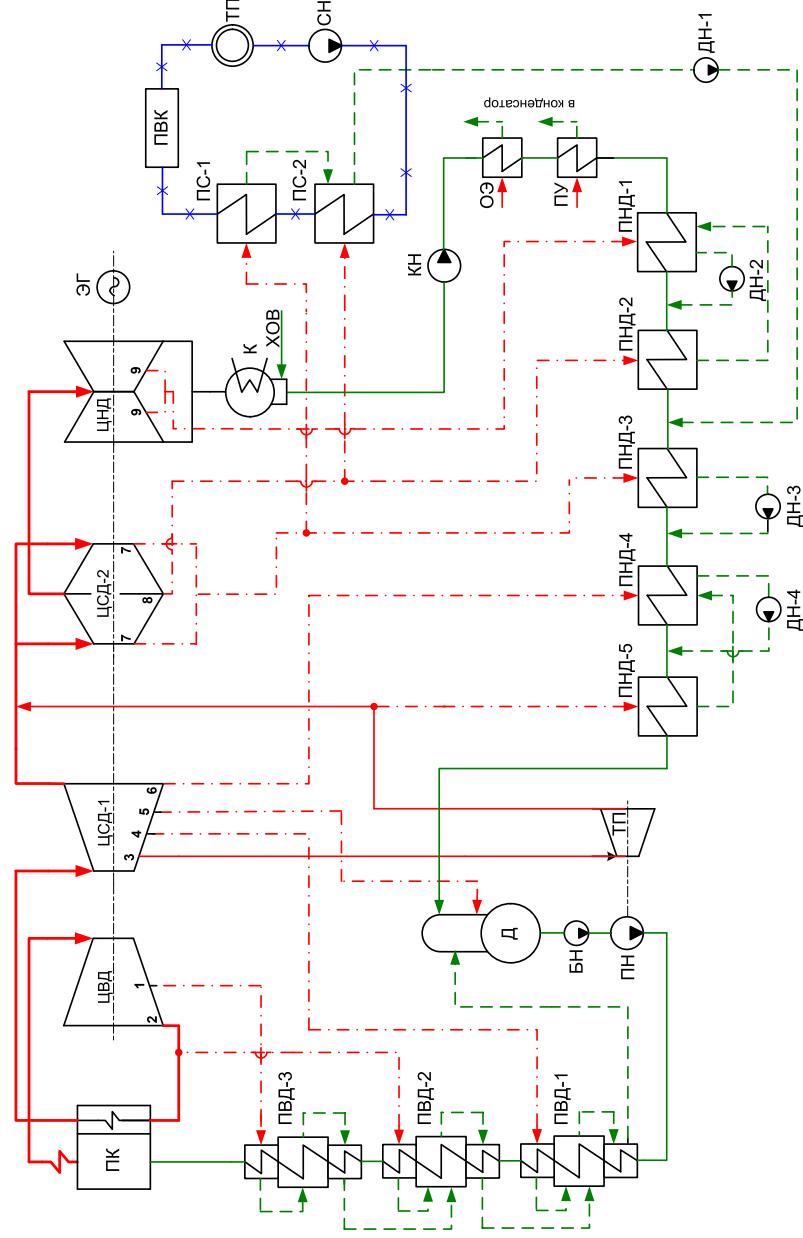 ПК
ЦВД
1
2
ЦСД-1
3
4
5
6
ЦСД-2
7
8
7
ЦНД
9
9
ЭГ
К
ХОВ
КН
ПВК
ТП
СН
ПС-1
ПС-2
ДН-1
в конденсатор
ОЭ
ПУ
ПНД-1
ДН-2
ПНД-2
ПНД-3
ДН-3
ПНД-4
ДН-4
ПНД-5
ТП
Д
БН
ПН
ПВД-3
ПВД-2
ПВД-1